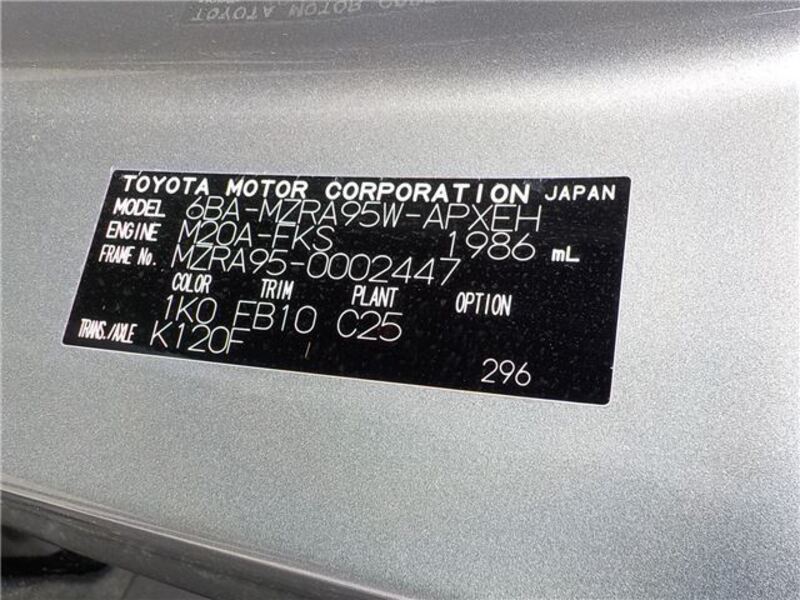 TOYOTA MOTOR CORPORATION JAPAN
MODEL 6BA-MZRA95W-APXEH
ENGINE M20A-FKS 1986 mL
FRAME No. MZRA95-0002447
COLOR TRIM PLANT OPTION
1K0 EB10 C25
TRANS./AXLE K120F
296